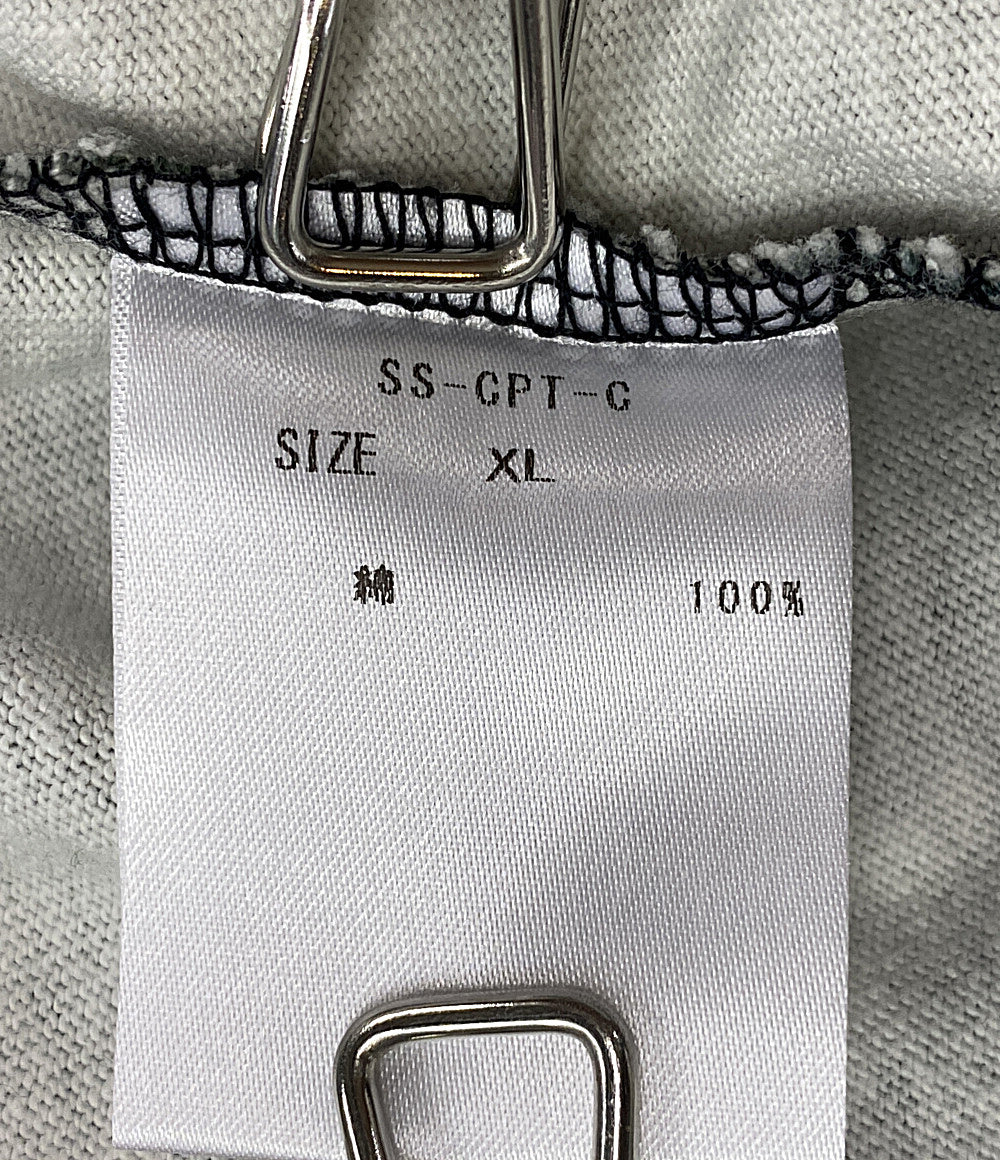 SS-CPT-C
SIZE XL
綿 100%